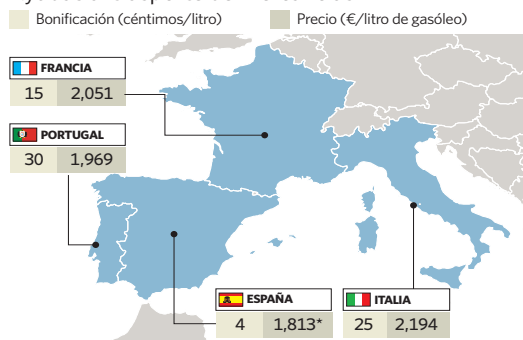 Bonificación (céntimos/litro) Precio (€/litro de gasóleo)
FRANCIA
15 2,051
PORTUGAL
30 1,969
ESPAÑA
4 1,813*
ITALIA
25 2,194